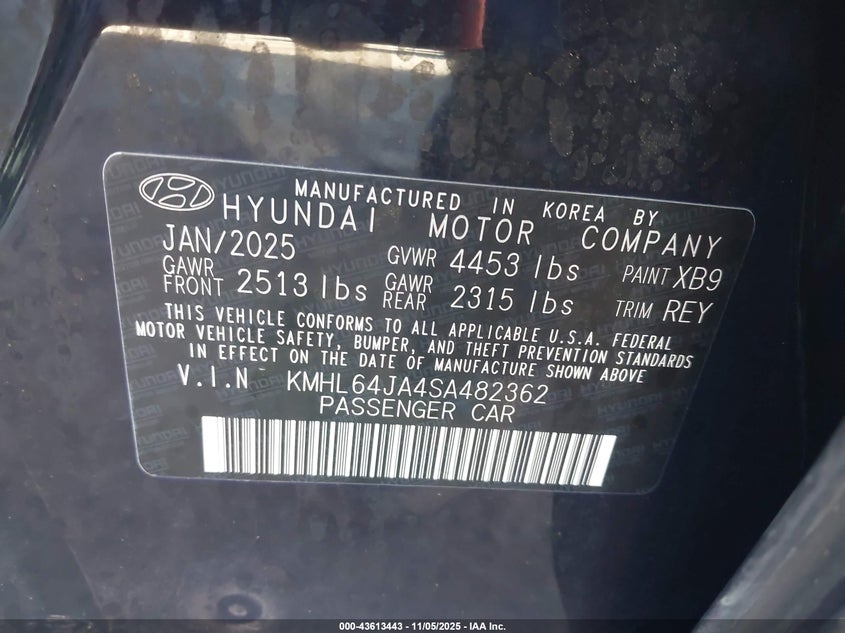 MANUFACTURED IN KOREA BY
HYUNDAI MOTOR COMPANY
JAN/2025 GVWR 4453 lbs PAINT XB9
GAWR FRONT 2513 lbs GAWR REAR 2315 lbs TRIM REY
THIS VEHICLE CONFORMS TO ALL APPLICABLE U.S.A. FEDERAL
MOTOR VEHICLE SAFETY, BUMPER, AND THEFT PREVENTION STANDARDS
IN EFFECT ON THE DATE OF MANUFACTURE SHOWN ABOVE
V.I.N KMHL64JA4SA482362
PASSENGER CAR
000-43613443 - 11/05/2025 - IAA Inc.